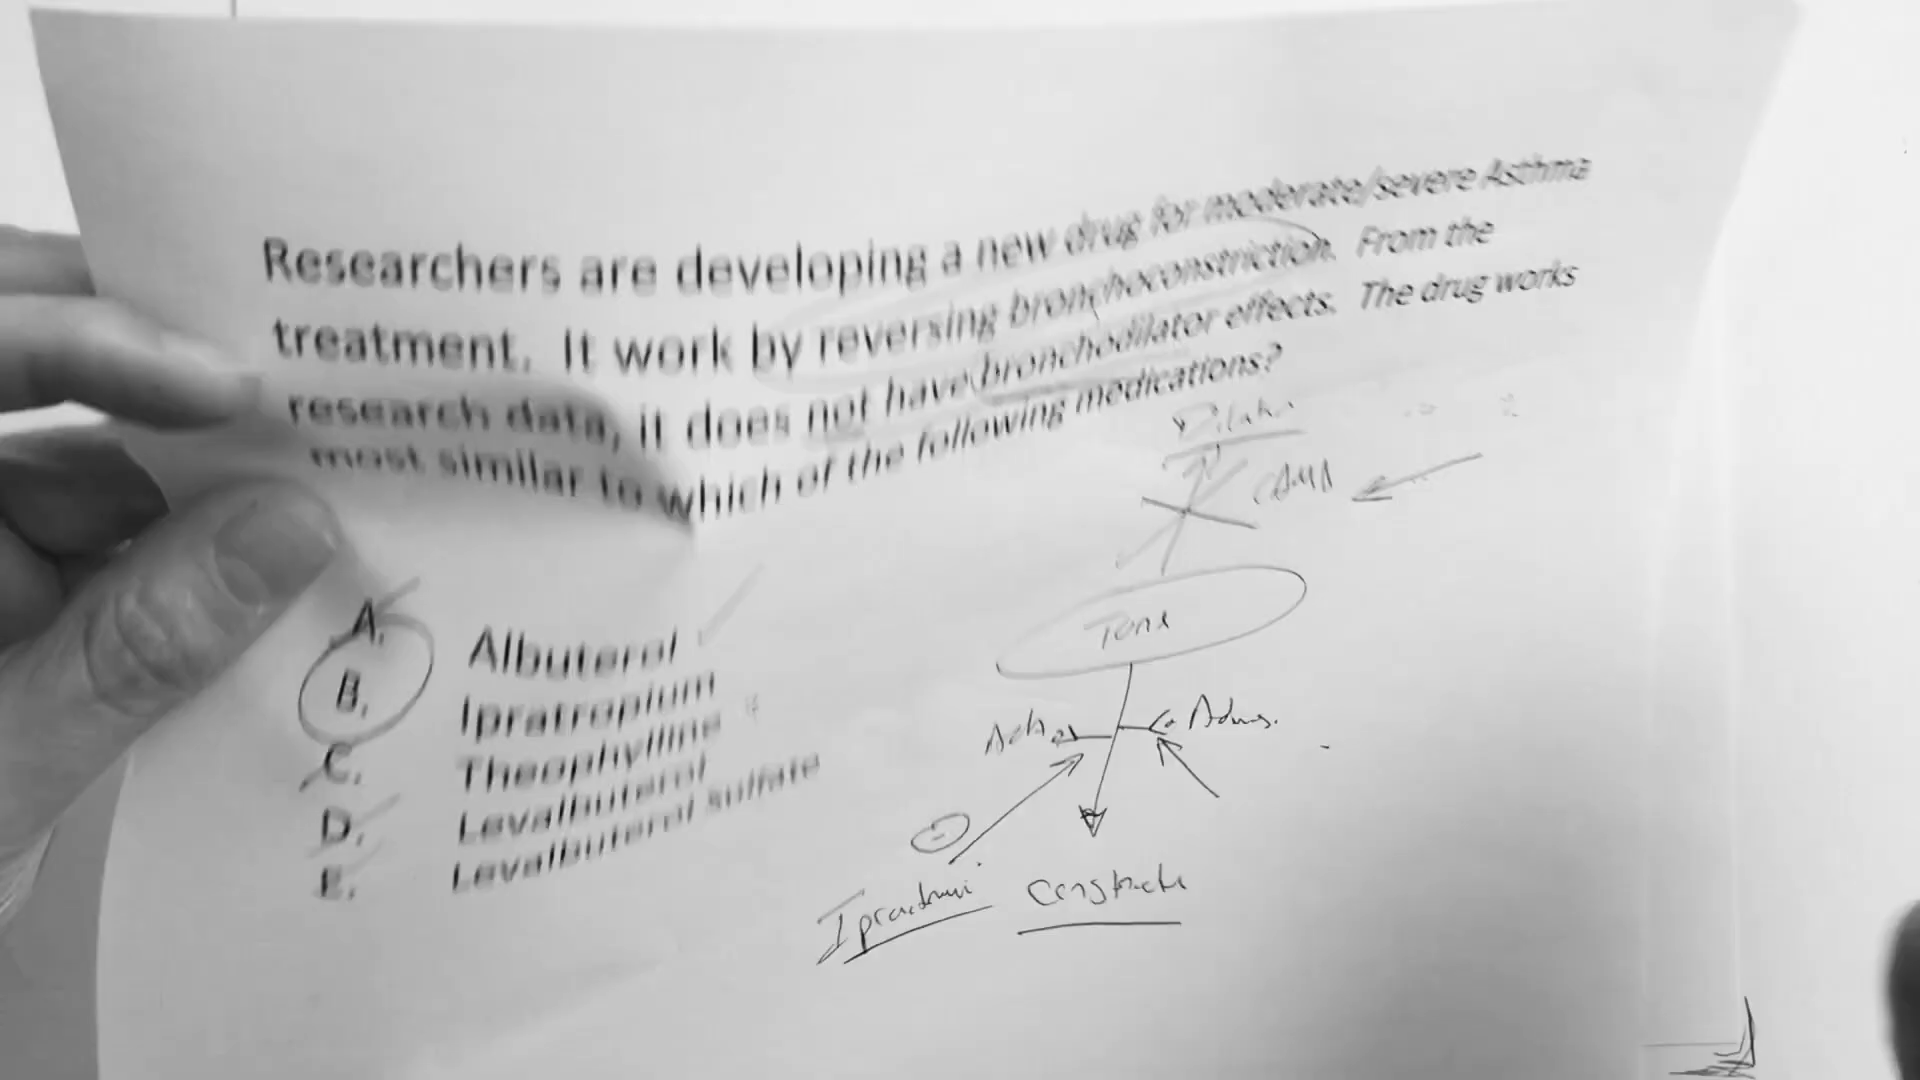 Researchers are developing a new drug for moderate/severe Asthma
treatment. It work by reversing bronchoconstriction. From the
research data, it does not have bronchodilator effects. The drug works
most similar to which of the following medications?
CAMP
A. Albuterol
B. Ipratropium
C. Theophylline
D. Levalbuterol
E. Levalbuterol sulfate
Tone
Ach